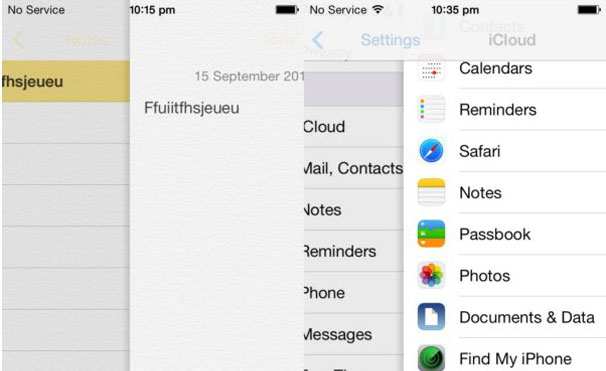 No Service
10:15 pm
Notes
fhsjeueu
15 September 201
Ffuiitfhsjeueu
No Service
10:35 pm
Settings
iCloud
Privacy
Contacts
Cloud
Mail, Contacts
Notes
Reminders
Phone
Messages
Calendars
Reminders
Safari
Notes
Passbook
Photos
Documents & Data
Find My iPhone